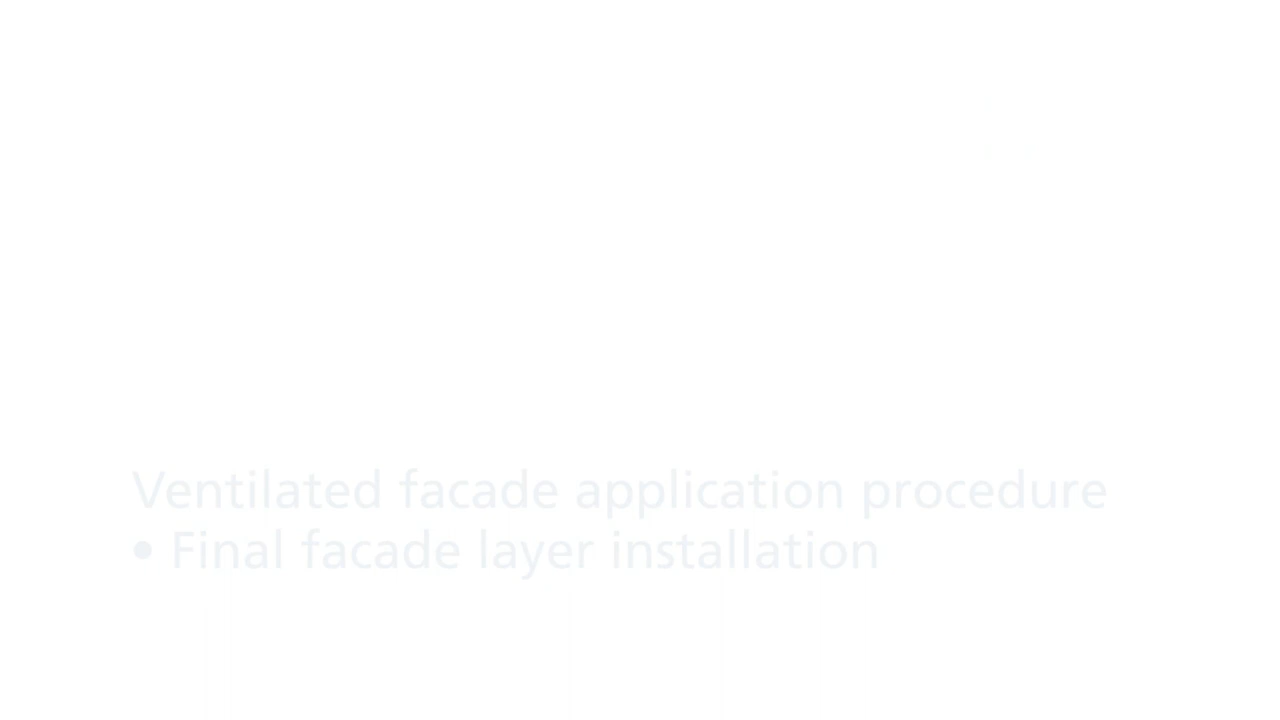 Ventilated facade application procedure
• Final facade layer installation